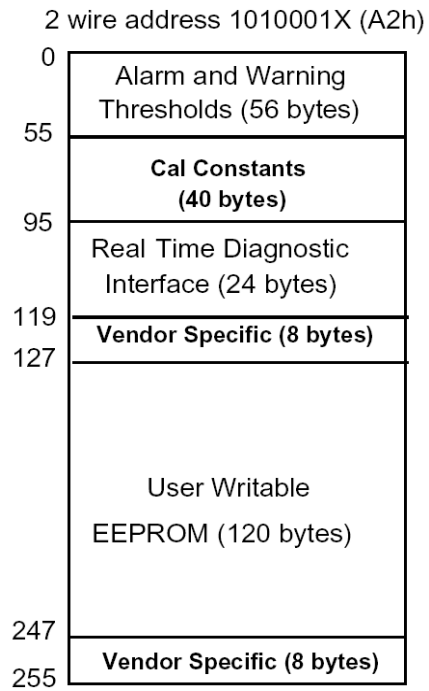 2 wire address 1010001X (A2h)
0
Alarm and Warning
Thresholds (56 bytes)
55
Cal Constants
(40 bytes)
95
Real Time Diagnostic
Interface (24 bytes)
119
Vendor Specific (8 bytes)
127
User Writable
EEPROM (120 bytes)
247
Vendor Specific (8 bytes)
255